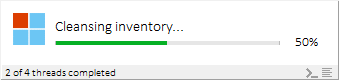 Cleansing inventory...
50%
2 of 4 threads completed